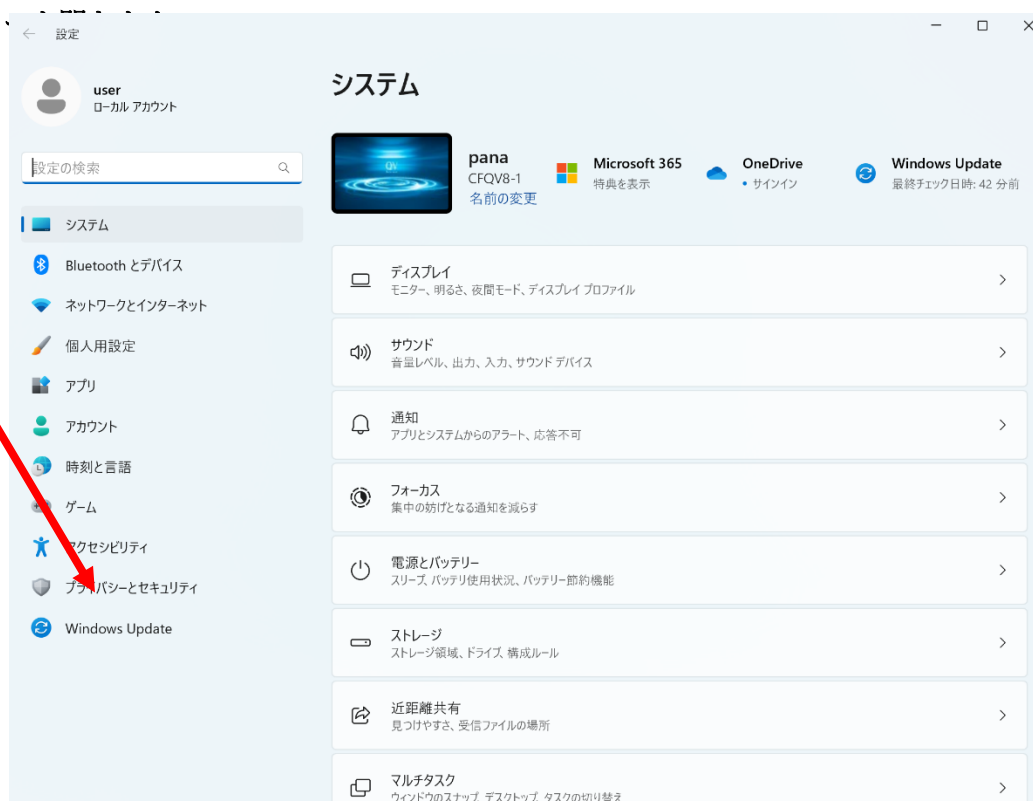 設定
user
ローカル アカウント
設定の検索
システム
Bluetooth とデバイス
ネットワークとインターネット
個人用設定
アプリ
アカウント
時刻と言語
ゲーム
アクセシビリティ
プライバシーとセキュリティ
Windows Update
システム
pana
CFQV8-1
名前の変更
Microsoft 365
特典を表示
OneDrive
• サインイン
Windows Update
最終チェック日時: 42 分前
ディスプレイ
モニター、明るさ、夜間モード、ディスプレイ プロファイル
サウンド
音量レベル、出力、入力、サウンド デバイス
通知
アプリとシステムからのアラート、応答不可
フォーカス
集中の妨げとなる通知を減らす
電源とバッテリー
スリープ、バッテリ使用状況、バッテリー節約機能
ストレージ
ストレージ領域、ドライブ、構成ルール
近距離共有
見つけやすさ、受信ファイルの場所
マルチタスク
ウィンドウのスナップ、デスクトップ、タスクの切り替え